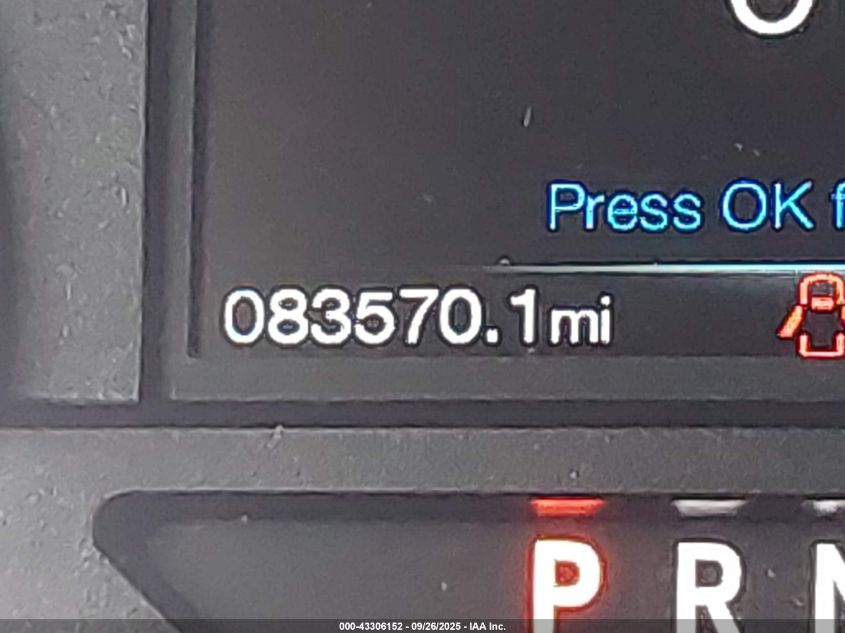 Press OK
083570.1mi
P R N
000-43306152 - 09/26/2025 - IAA Inc.